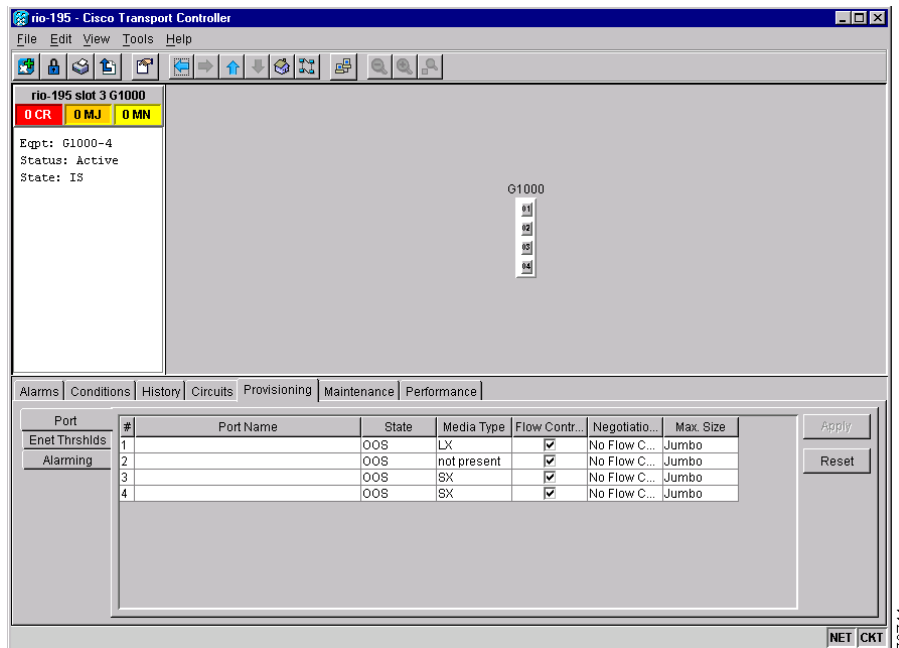 rio-195 - Cisco Transport Controller
File Edit View Tools Help
rio-195 slot 3 G1000
0 CR 0 MJ 0 MN
Eqpt: G1000-4
Status: Active
State: IS
G1000
01
02
03
04
Alarms Conditions History Circuits Provisioning Maintenance Performance
Port
Enet Thrshlds
Alarming
# Port Name State Media Type Flow Contr... Negotiatio... Max. Size
1 OOS LX No Flow C... Jumbo
2 OOS not present No Flow C... Jumbo
3 OOS SX No Flow C... Jumbo
4 OOS SX No Flow C... Jumbo
Apply
Reset
NET CKT